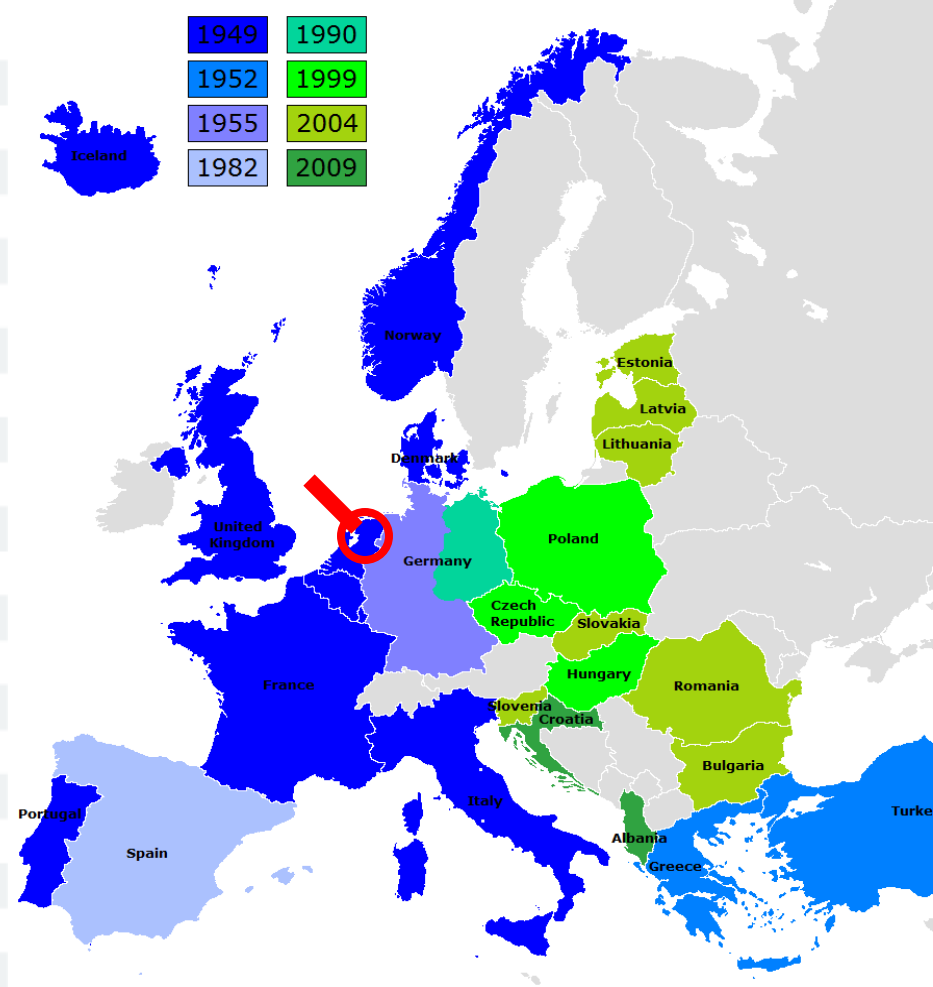 1949
1990
1952
1999
1955
2004
1982
2009
Iceland
Norway
Estonia
Latvia
Lithuania
Denmark
United
Kingdom
Poland
Germany
Czech
Republic
Slovakia
Hungary
France
Romania
Slovenia
Croatia
Bulgaria
Italy
Portugal
Turke
Albania
Spain
Greece